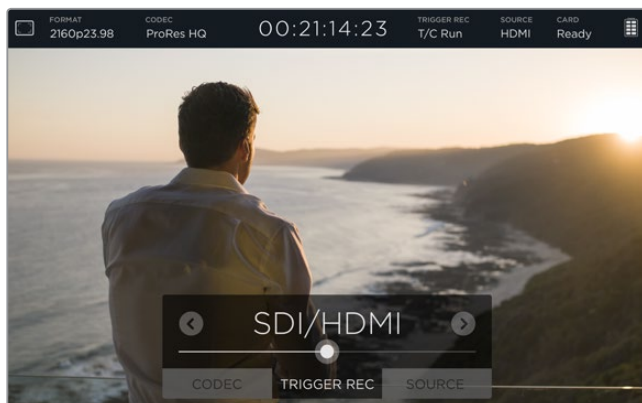 FORMAT CODEC 00:21:14:23 TRIGGER REC SOURCE CARD
2160p23.98 ProRes HQ T/C Run HDMI Ready
SDI/HDMI
CODEC TRIGGER REC SOURCE